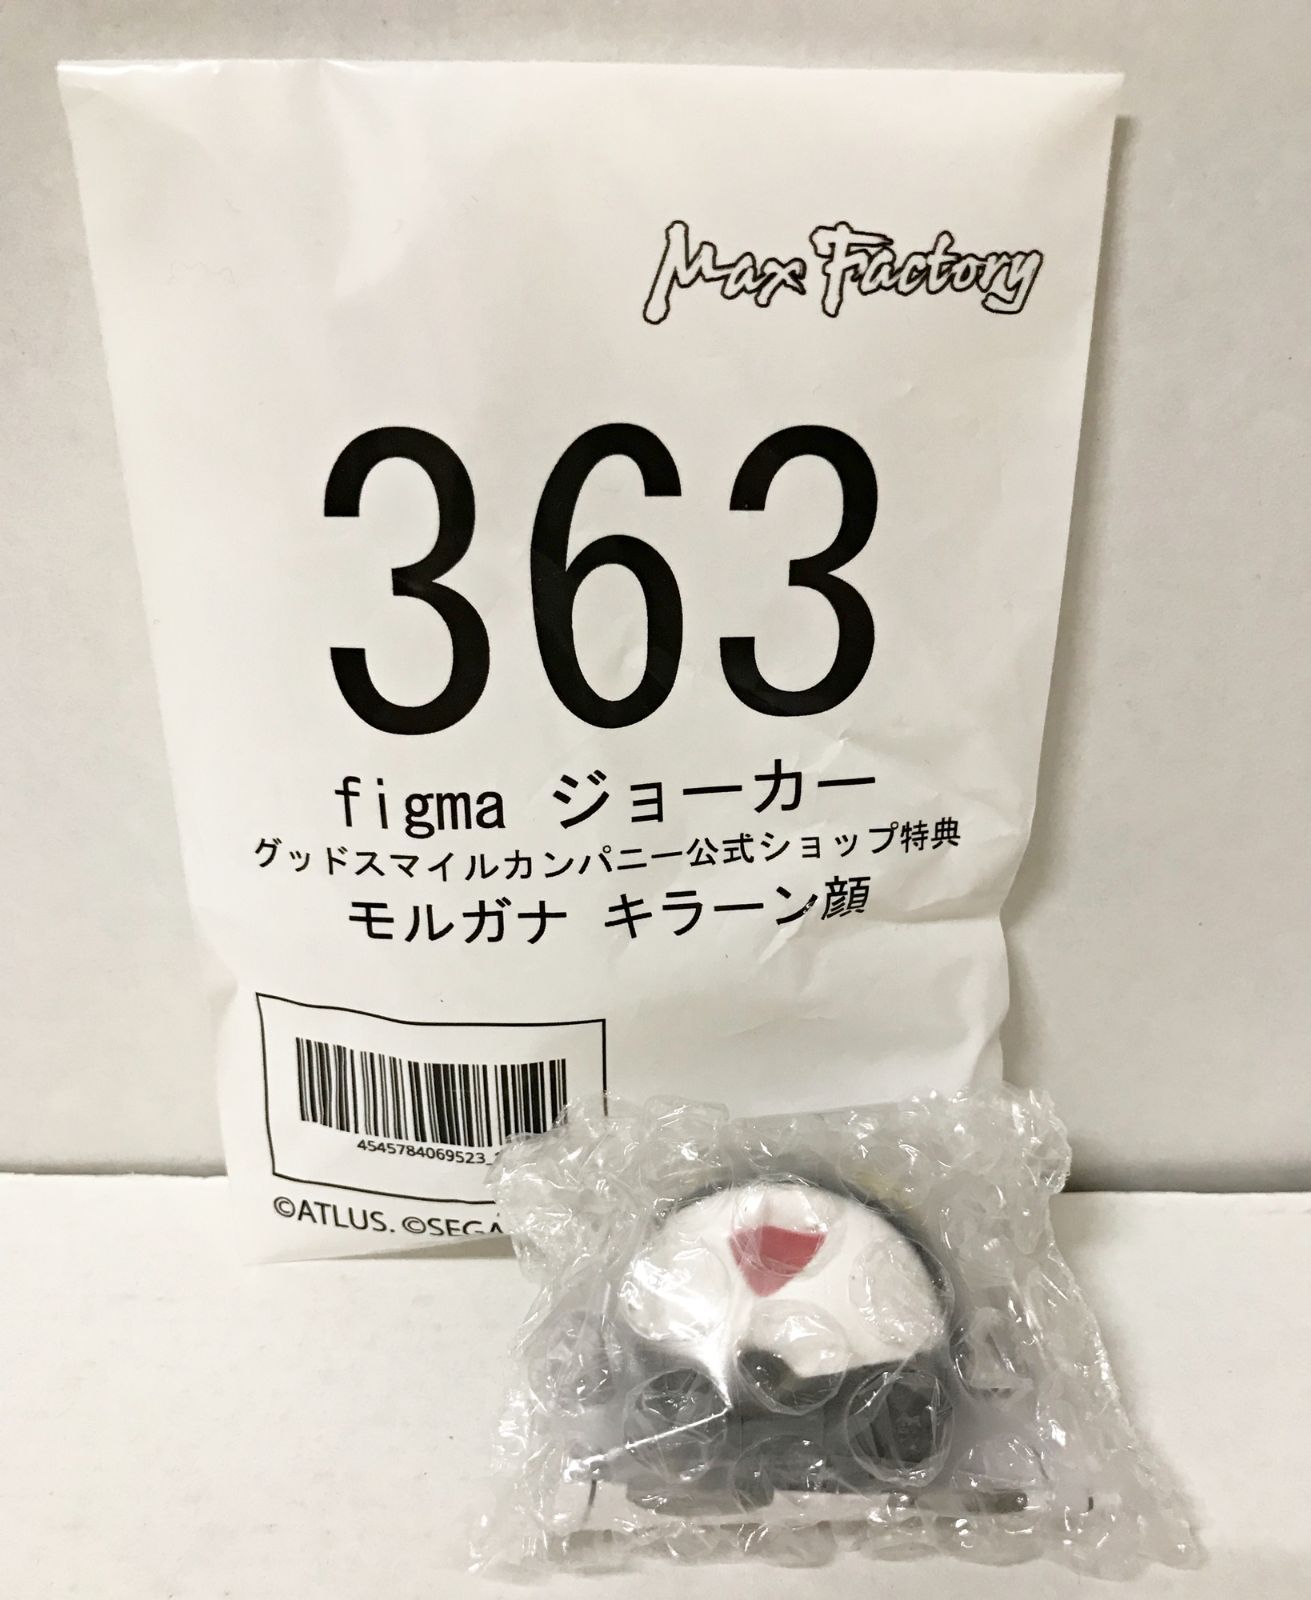 Max Factory
363
figma ジョーカー
グッドスマイルカンパニー公式ショップ特典
モルガナ キラーン顔
4545784069523_
©ATLUS. ©SEGA